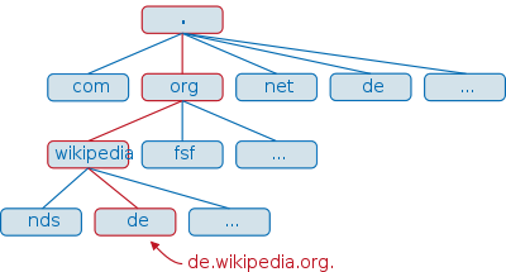 .
com org net de ...
wikipedia fsf ...
nds de ...
de.wikipedia.org.